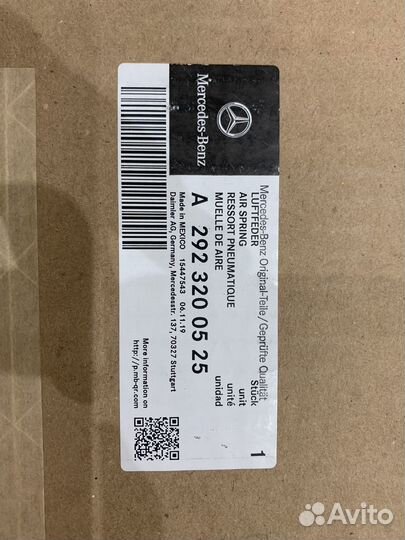 Mercedes-Benz
Mercedes-Benz Original-Teile/Geprüfte Qualität
LUFTFEDER
AIR SPRING
RESSORT PNEUMATIQUE
MUELLE DE AIRE
Stück
unit
unité
unidad
1
A 292 320 05 25
Made in MEXICO 15447543 06.11.19
Daimler AG, Germany, Mercedesstr. 137, 70327 Stuttgart
More information on
http://p.mb-qr.com
Avito